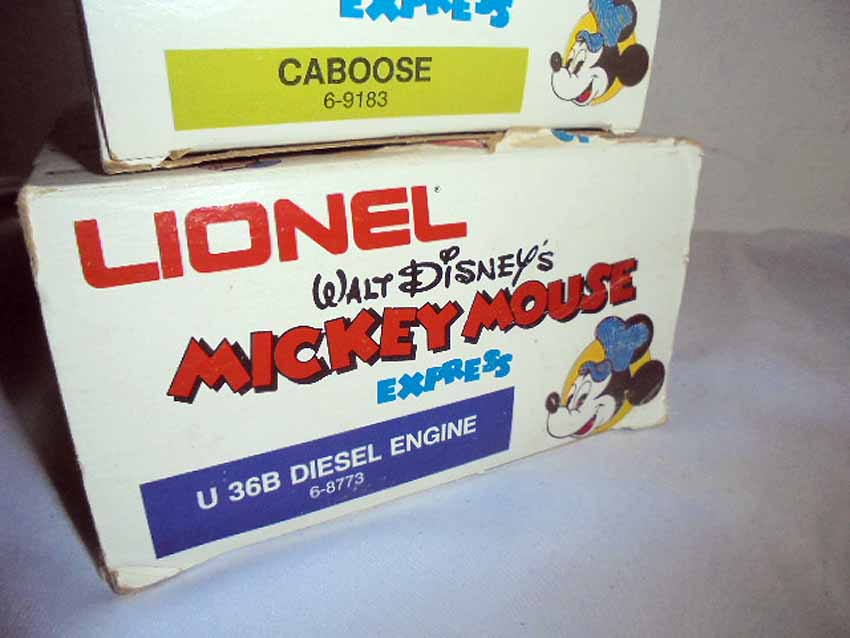 EXPRESS
CABOOSE
6-9183
LIONEL
WALT DISNEY'S
MICKEY MOUSE
EXPRESS
U 36B DIESEL ENGINE
6-8773